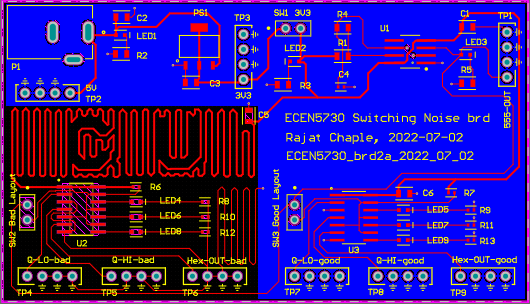 C2
PS1
TP3
SW1 3V3
R4
C1
TP1
LED1
R1
U1
LED2
LED3
P1
R2
C3
R3
C4
R5
5V
TP2
3V3
555-OUT
C5
ECEN5730 Switching Noise brd
Rajat Chaple, 2022-07-02
ECEN5730_brd2a_2022_07_02
SW2 Bad Layout
R6
LED4
R8
LED6
R10
LED8
R12
U2
SW3 Good Layout
C6
R7
LED5
R9
LED7
R11
LED9
R13
U3
Q-LO-bad
Q-HI-bad
Hex-OUT-bad
Q-LO-good
Q-HI-good
Hex-OUT-good
TP4
TP5
TP6
TP7
TP8
TP9